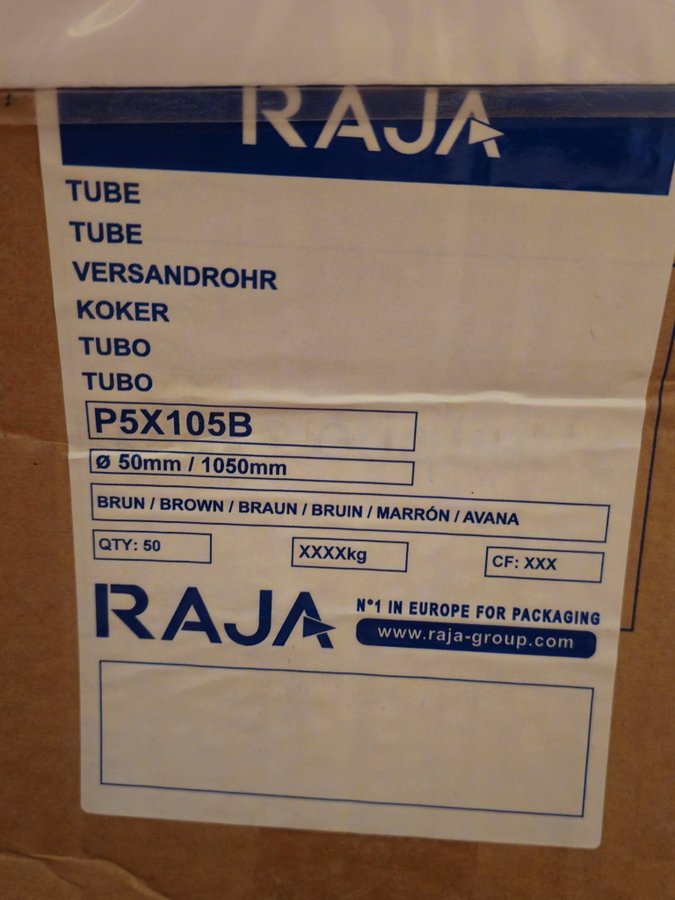 RAJA
TUBE
TUBE
VERSANDROHR
KOKER
TUBO
TUBO
P5X105B
Ø 50mm / 1050mm
BRUN / BROWN / BRAUN / BRUIN / MARRÓN / AVANA
QTY: 50 XXXXkg CF: XXX
RAJA
N°1 IN EUROPE FOR PACKAGING
www.raja-group.com